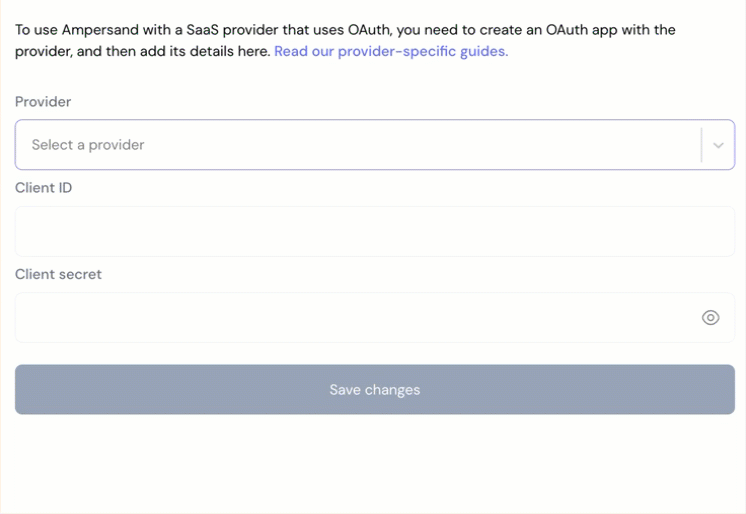 To use Ampersand with a SaaS provider that uses OAuth, you need to create an OAuth app with the
provider, and then add its details here. Read our provider-specific guides.
Provider
Select a provider
Client ID
Client secret
Save changes